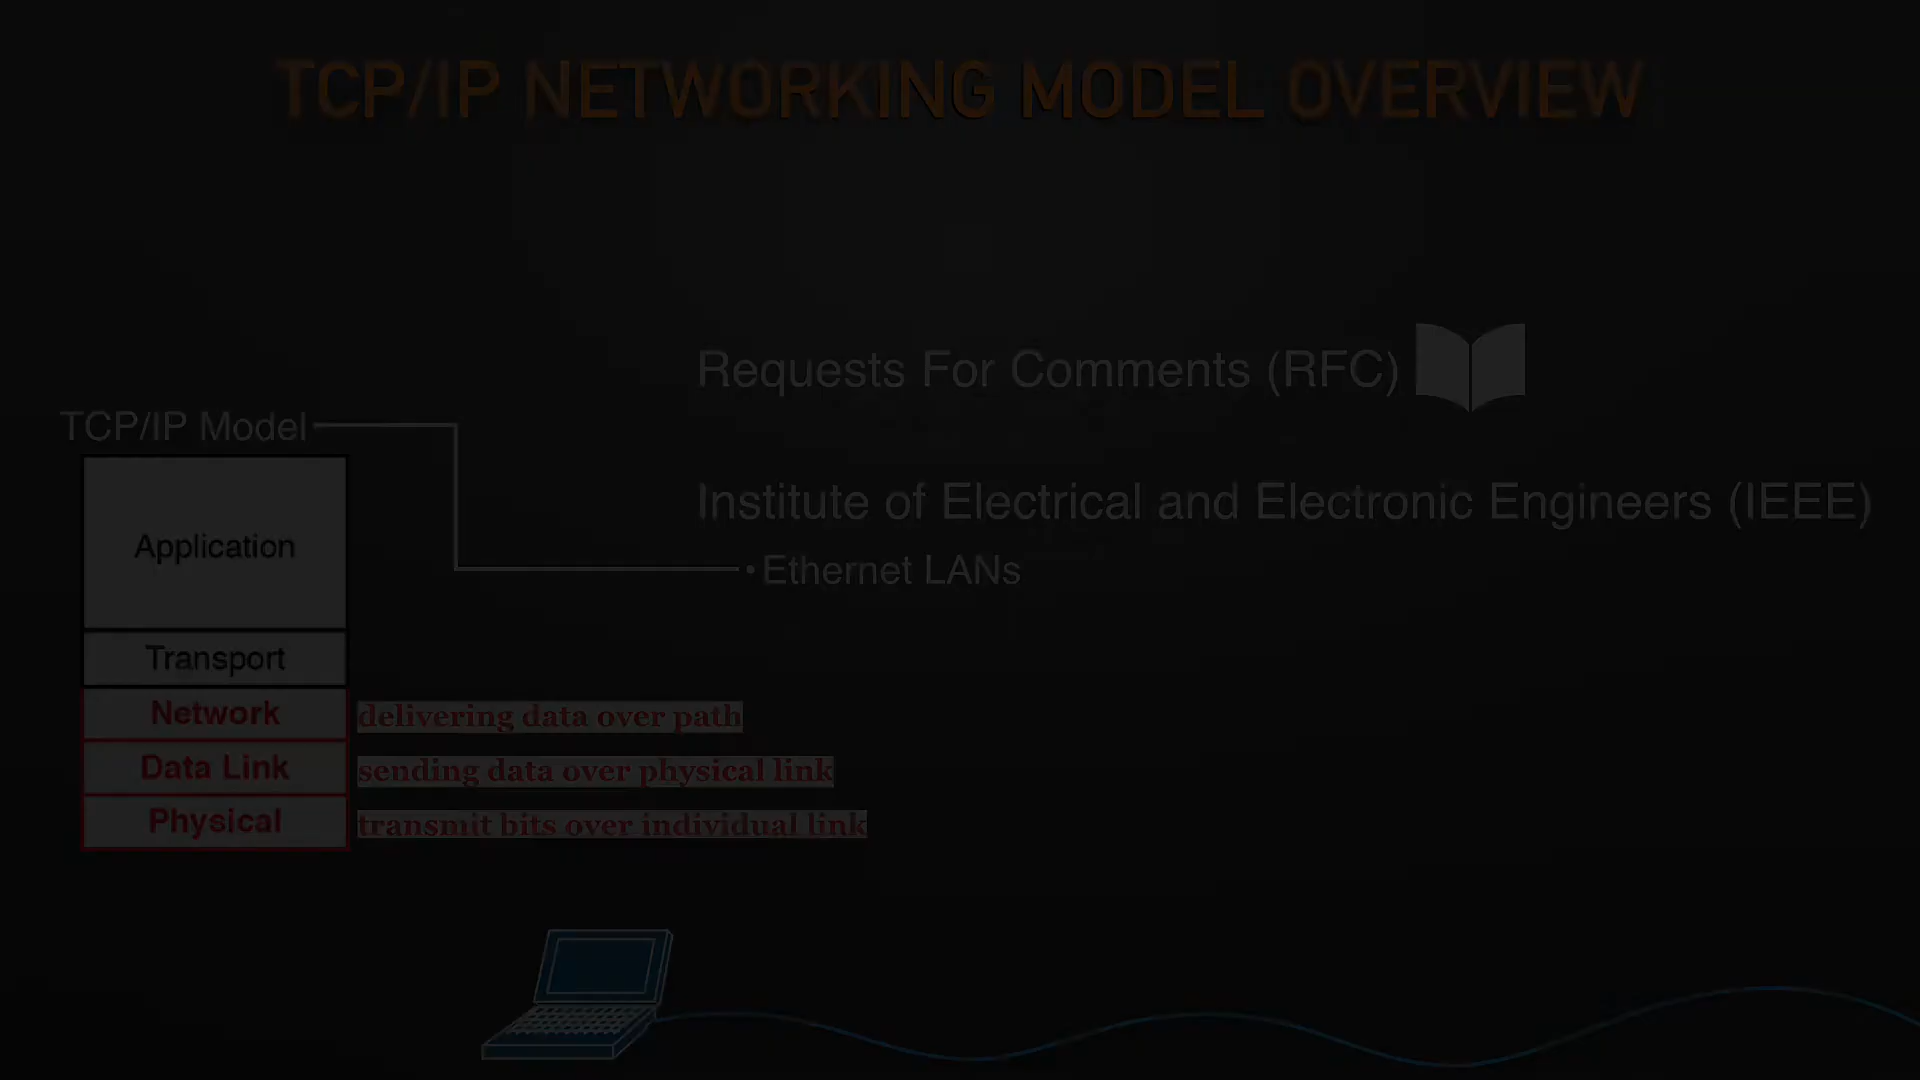 TCP/IP NETWORKING MODEL OVERVIEW
Requests For Comments (RFC)
TCP/IP Model
Institute of Electrical and Electronic Engineers (IEEE)
• Ethernet LANs
Application
Transport
Network
delivering data over path
Data Link
sending data over physical link
Physical
transmit bits over individual link